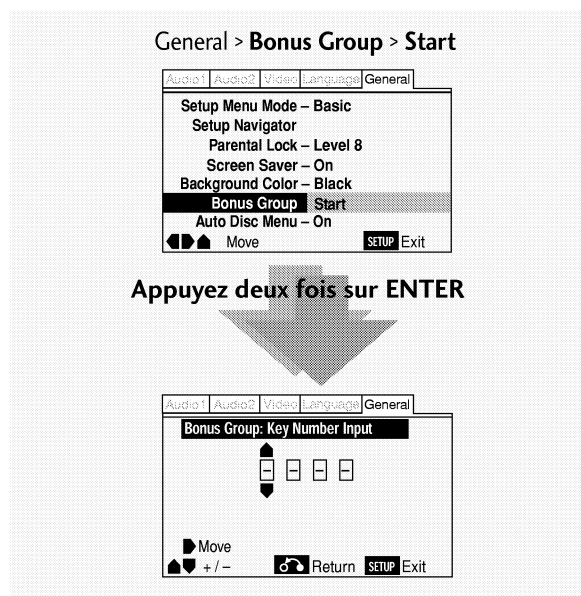 General > Bonus Group > Start
Audio1 Audio2 Video Language General
Setup Menu Mode – Basic
Setup Navigator
Parental Lock – Level 8
Screen Saver – On
Background Color – Black
Bonus Group Start
Auto Disc Menu – On
Move SETUP Exit
Appuyez deux fois sur ENTER
Audio1 Audio2 Video Language General
Bonus Group: Key Number Input
– – – –
Move
+ / – Return SETUP Exit